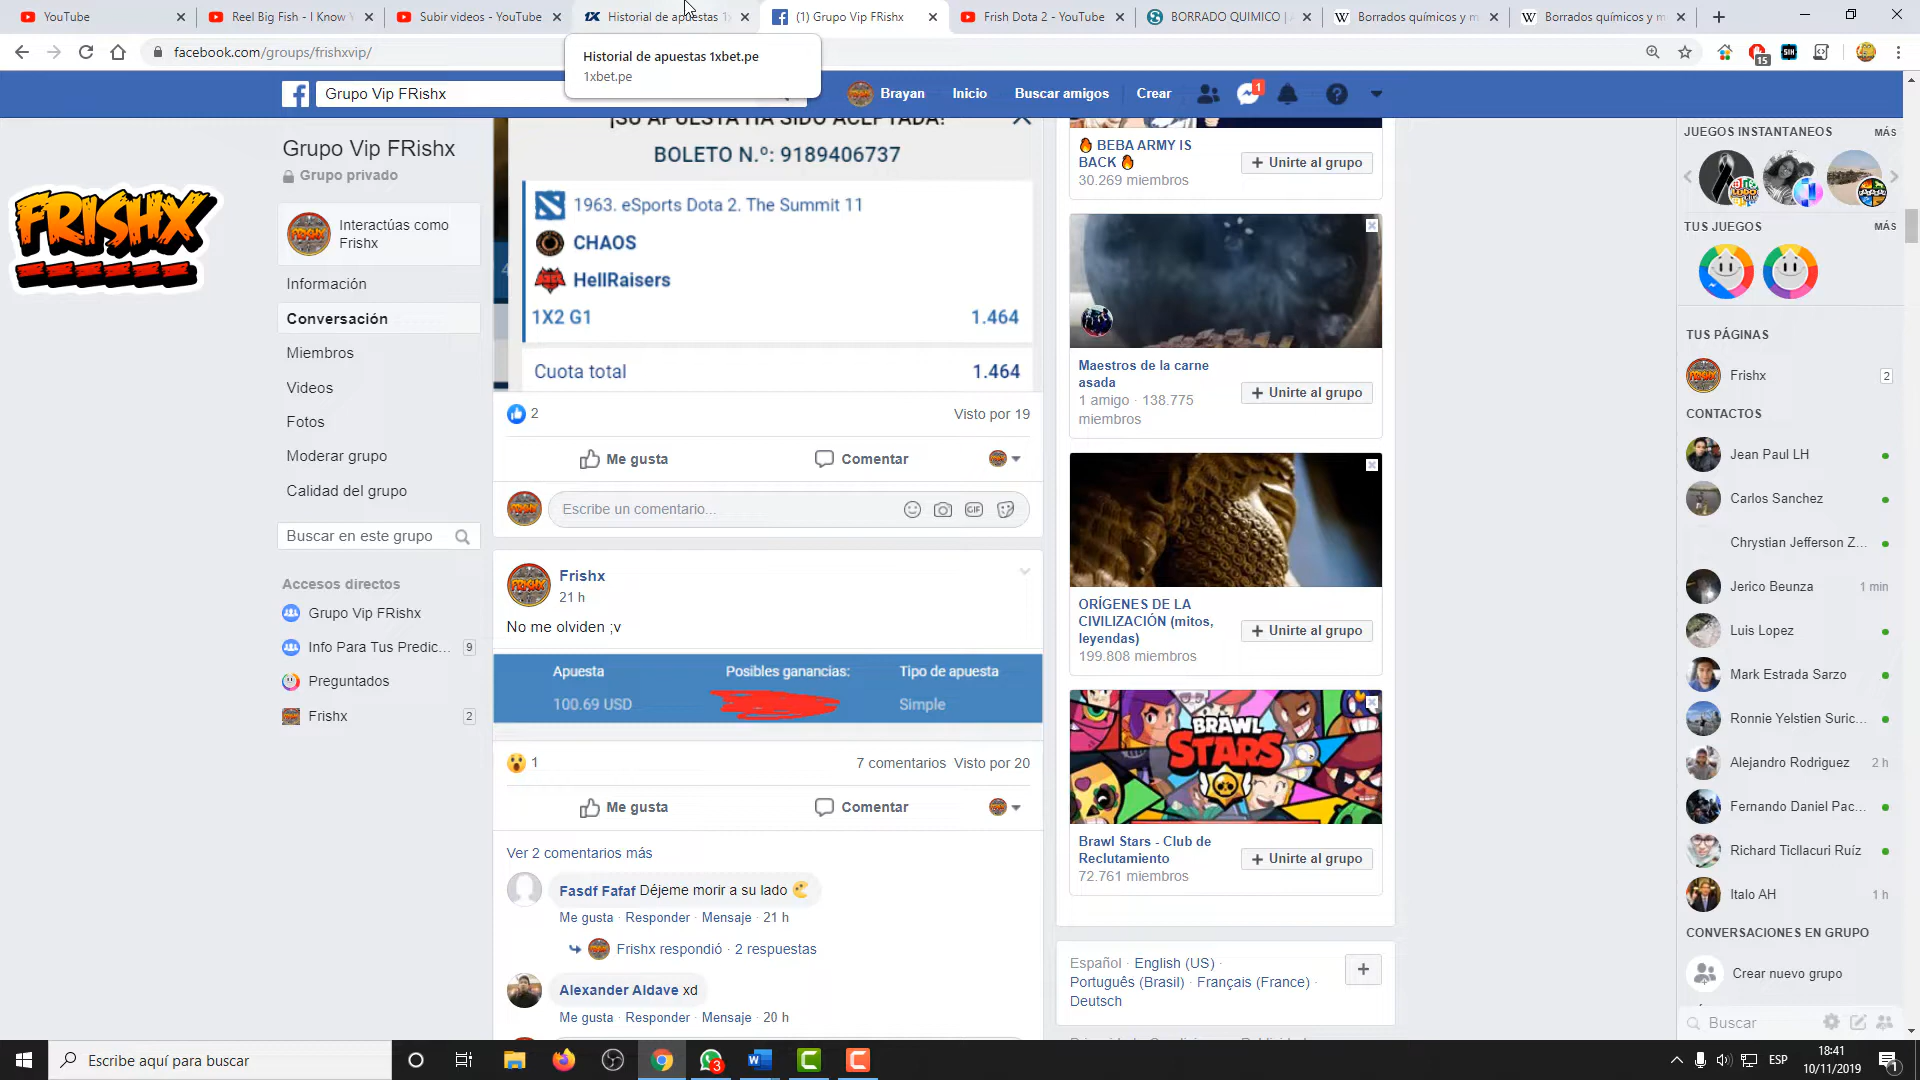 YouTube
Reel Big Fish - I Know Y
Subir videos - YouTube
Historial de apuestas 1x
(1) Grupo Vip FRishx
Frish Dota 2 - YouTube
BORRADO QUIMICO | A
Borrados químicos y m
Borrados químicos y m
facebook.com/groups/frishxvip/
15
Historial de apuestas 1xbet.pe
1xbet.pe
Grupo Vip FRishx
Brayan
Inicio
Buscar amigos
Crear
1
Grupo Vip FRishx
Grupo privado
FRISHX
Interactúas como
Frishx
Información
Conversación
Miembros
Videos
Fotos
Moderar grupo
Calidad del grupo
Buscar en este grupo
Accesos directos
Grupo Vip FRishx
Info Para Tus Predic... 9
Preguntados
Frishx 2
¡SU APUESTA HA SIDO ACEPTADA!
BOLETO N.º: 9189406737
1963. eSports Dota 2. The Summit 11
CHAOS
HellRaisers
1X2 G1 1.464
Cuota total 1.464
2 Visto por 19
Me gusta Comentar
Escribe un comentario...
GIF
Frishx
21 h
No me olviden ;v
Apuesta Posibles ganancias: Tipo de apuesta
100.69 USD Simple
1 7 comentarios Visto por 20
Me gusta Comentar
Ver 2 comentarios más
Fasdf Fafaf Déjeme morir a su lado
Me gusta · Responder · Mensaje · 21 h
Frishx respondió · 2 respuestas
Alexander Aldave xd
Me gusta · Responder · Mensaje · 20 h
BEBA ARMY IS
BACK
30.269 miembros
+ Unirte al grupo
Maestros de la carne
asada
1 amigo · 138.775
miembros
+ Unirte al grupo
ORÍGENES DE LA
CIVILIZACIÓN (mitos,
leyendas)
199.808 miembros
+ Unirte al grupo
BRAWL
STARS
Brawl Stars - Club de
Reclutamiento
72.761 miembros
+ Unirte al grupo
Español · English (US) ·
Português (Brasil) · Français (France) ·
Deutsch
JUEGOS INSTANTÁNEOS MÁS
TUS JUEGOS MÁS
TUS PÁGINAS
Frishx 2
CONTACTOS
Jean Paul LH
Carlos Sanchez
Chrystian Jefferson Z...
Jerico Beunza 1 min
Luis Lopez
Mark Estrada Sarzo
Ronnie Yelstien Suric...
Alejandro Rodriguez 2 h
Fernando Daniel Pac...
Richard Ticllacuri Ruíz
Italo AH 1 h
CONVERSACIONES EN GRUPO
Crear nuevo grupo
Buscar
Escribe aquí para buscar
3
ESP
18:41
10/11/2019
1